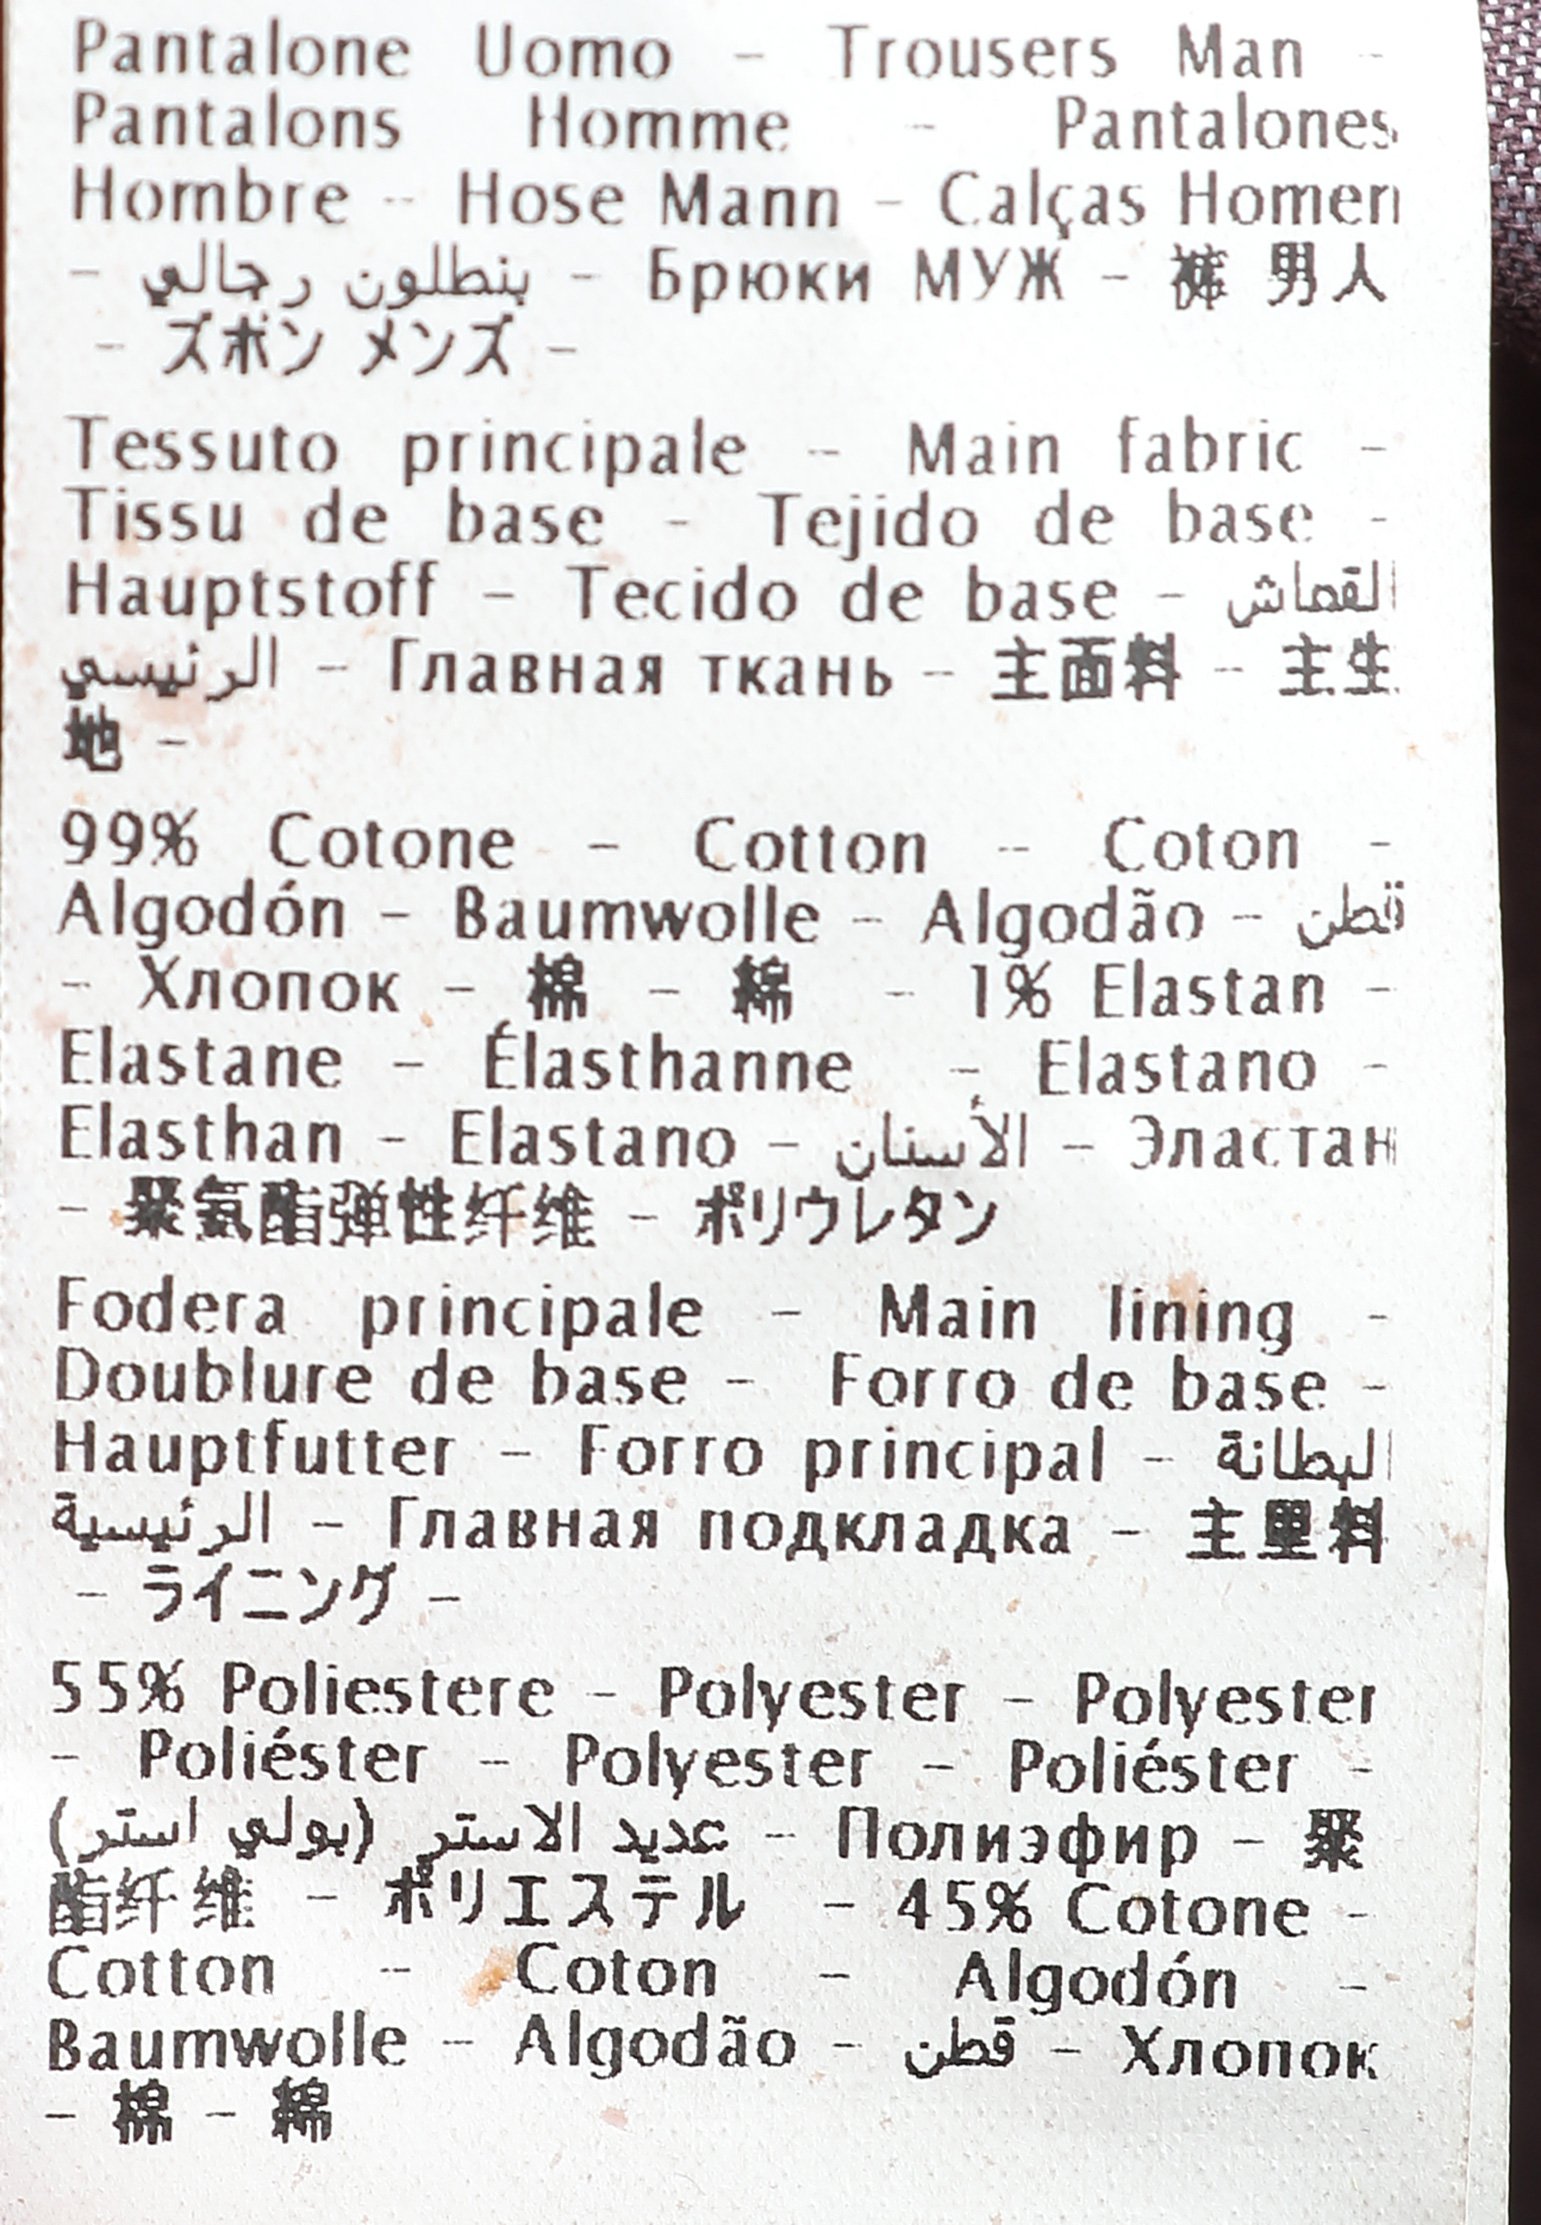 Pantalone Uomo - Trousers Man -
Pantalons Homme - Pantalones
Hombre - Hose Mann - Calças Homem
- بنطلون رجالي - Брюки МУЖ - 裤 男人
- ズボン メンズ -
Tessuto principale - Main fabric -
Tissu de base - Tejido de base -
Hauptstoff - Tecido de base - القماش
الرئيسي - Главная ткань - 主面料 - 主生
地 -
99% Cotone - Cotton - Coton -
Algodón - Baumwolle - Algodão - قطن
- Хлопок - 棉 - 綿 - 1% Elastan -
Elastane - Élasthanne - Elastano -
Elasthan - Elastano - الأستان - Эластан
- 聚氨酯弹性纤维 - ポリウレタン
Fodera principale - Main lining -
Doublure de base - Forro de base -
Hauptfutter - Forro principal - البطانة
الرئيسية - Главная подкладка - 主里料
- ライニング -
55% Poliestere - Polyester - Polyester
- Poliéster - Polyester - Poliéster -
عديد الاستر (بولي استر) - Полиэфир - 聚
酯纤维 - ポリエステル - 45% Cotone -
Cotton - Coton - Algodón -
Baumwolle - Algodão - قطن - Хлопок
- 棉 - 綿